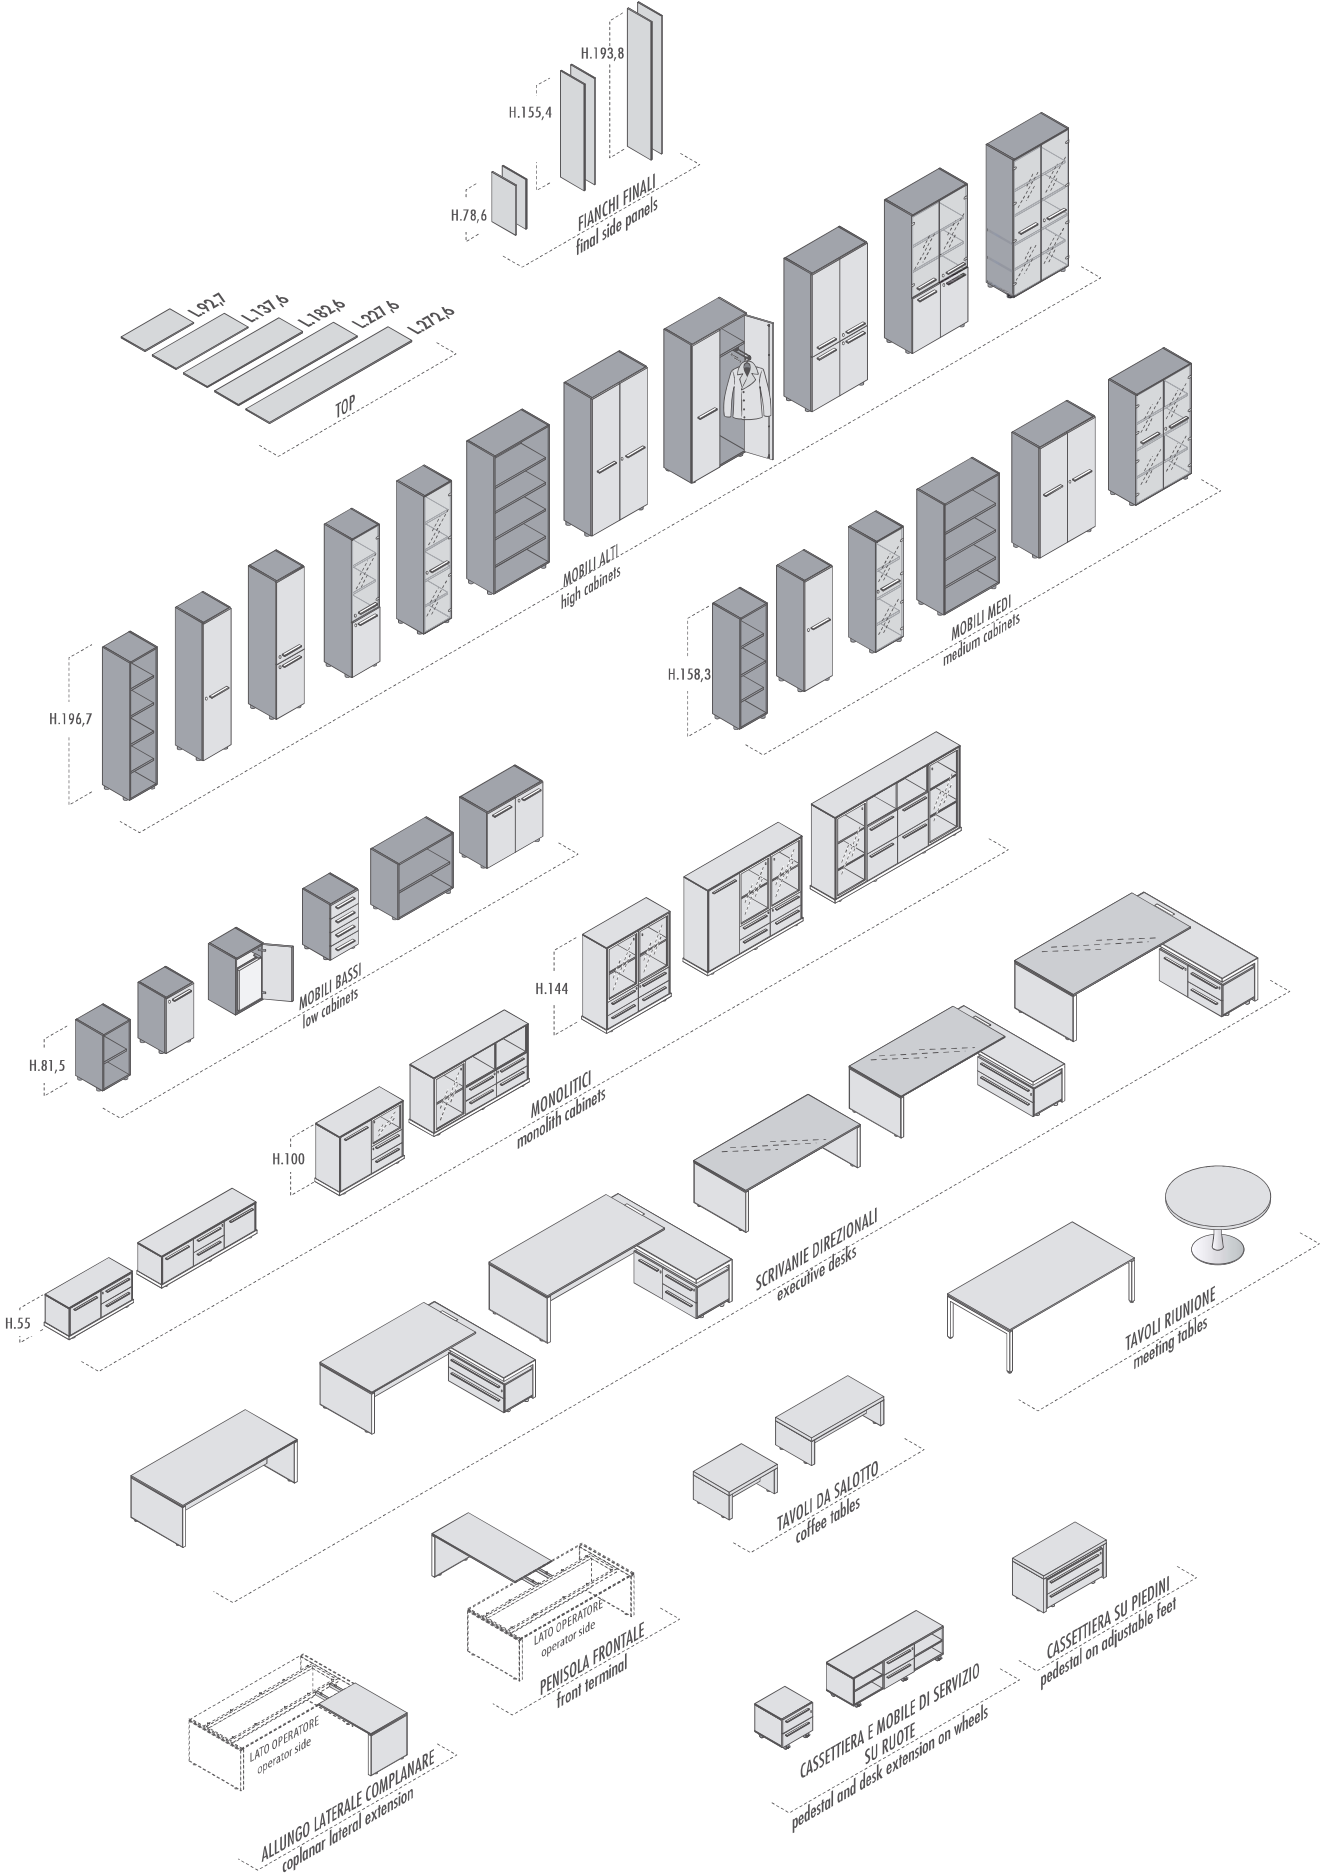 H.193,8
H.155,4
H.78,6
FIANCHI FINALI
final side panels
L.92,7
L.137,6
L.182,6
L.227,6
L.272,6
TOP
MOBILI ALTI
high cabinets
H.196,7
MOBILI MEDI
medium cabinets
H.158,3
MOBILI BASSI
low cabinets
H.81,5
H.144
MONOLITICI
monolith cabinets
H.100
H.55
SCRIVANIE DIREZIONALI
executive desks
TAVOLI RIUNIONE
meeting tables
TAVOLI DA SALOTTO
coffee tables
LATO OPERATORE
operator side
PENISOLA FRONTALE
front terminal
CASSETTIERA SU PIEDINI
pedestal on adjustable feet
LATO OPERATORE
operator side
ALLUNGO LATERALE COMPLANARE
coplanar lateral extension
CASSETTIERA E MOBILE DI SERVIZIO
SU RUOTE
pedestal and desk extension on wheels